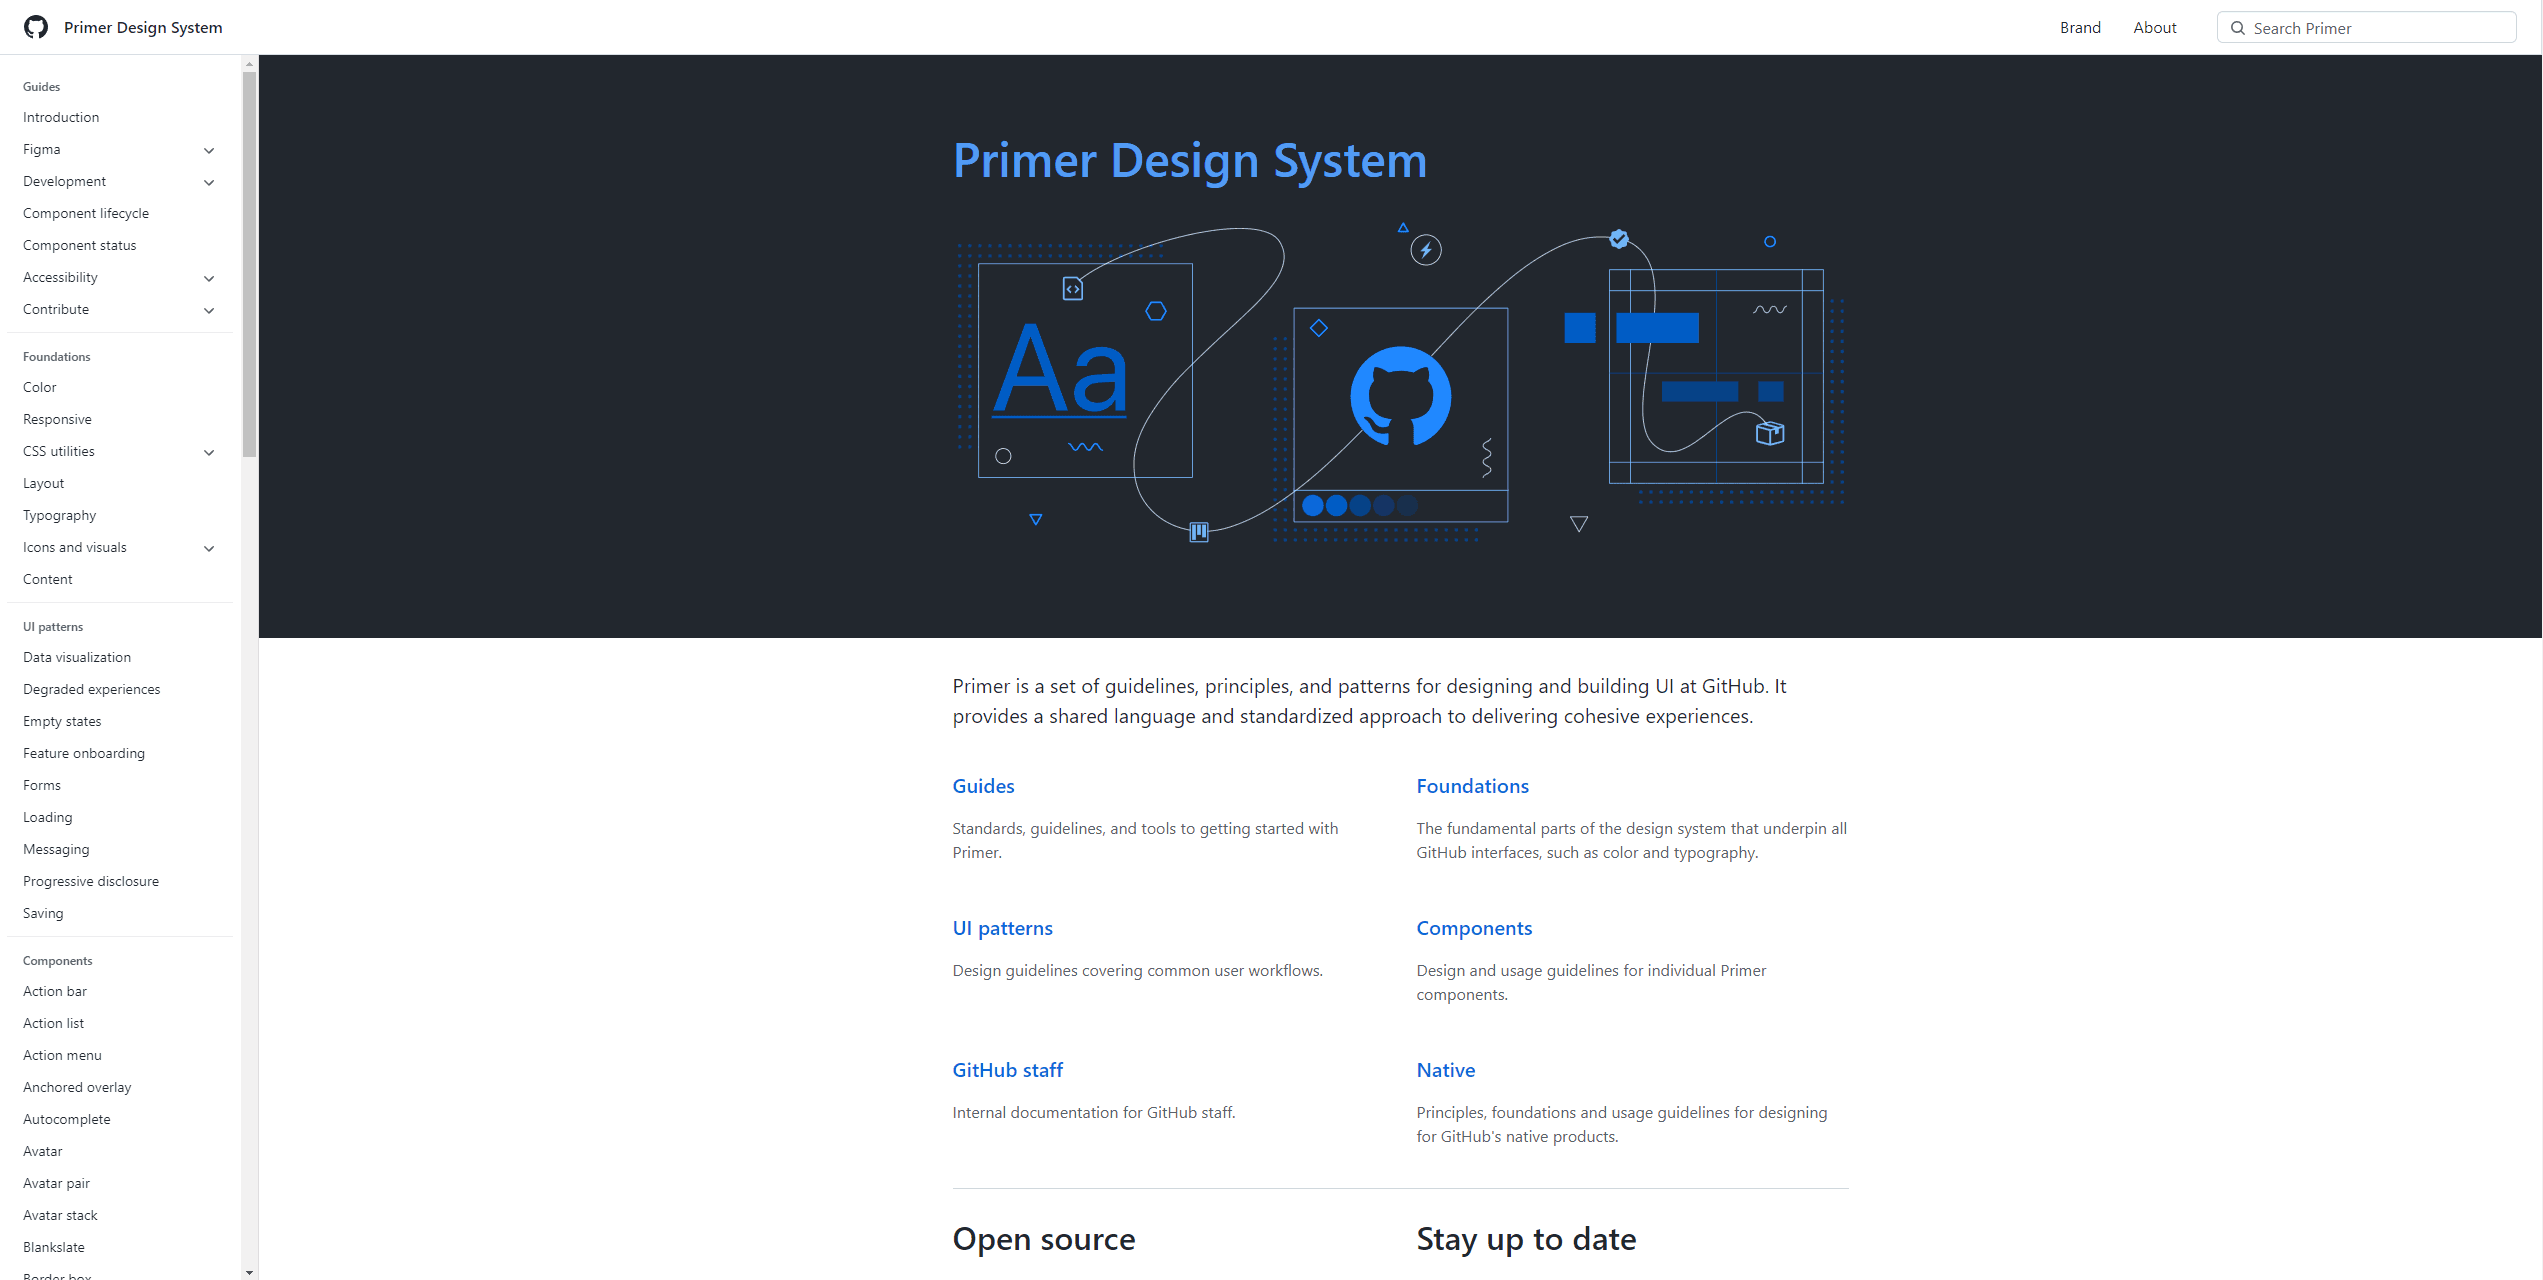 Primer Design System
Brand
About
Search Primer
Guides
Introduction
Figma
Development
Component lifecycle
Component status
Accessibility
Contribute
Foundations
Color
Responsive
CSS utilities
Layout
Typography
Icons and visuals
Content
UI patterns
Data visualization
Degraded experiences
Empty states
Feature onboarding
Forms
Loading
Messaging
Progressive disclosure
Saving
Components
Action bar
Action list
Action menu
Anchored overlay
Autocomplete
Avatar
Avatar pair
Avatar stack
Blankslate
Border box
Primer Design System
Aa
Primer is a set of guidelines, principles, and patterns for designing and building UI at GitHub. It
provides a shared language and standardized approach to delivering cohesive experiences.
Guides
Standards, guidelines, and tools to getting started with
Primer.
Foundations
The fundamental parts of the design system that underpin all
GitHub interfaces, such as color and typography.
UI patterns
Design guidelines covering common user workflows.
Components
Design and usage guidelines for individual Primer
components.
GitHub staff
Internal documentation for GitHub staff.
Native
Principles, foundations and usage guidelines for designing
for GitHub's native products.
Open source
Stay up to date